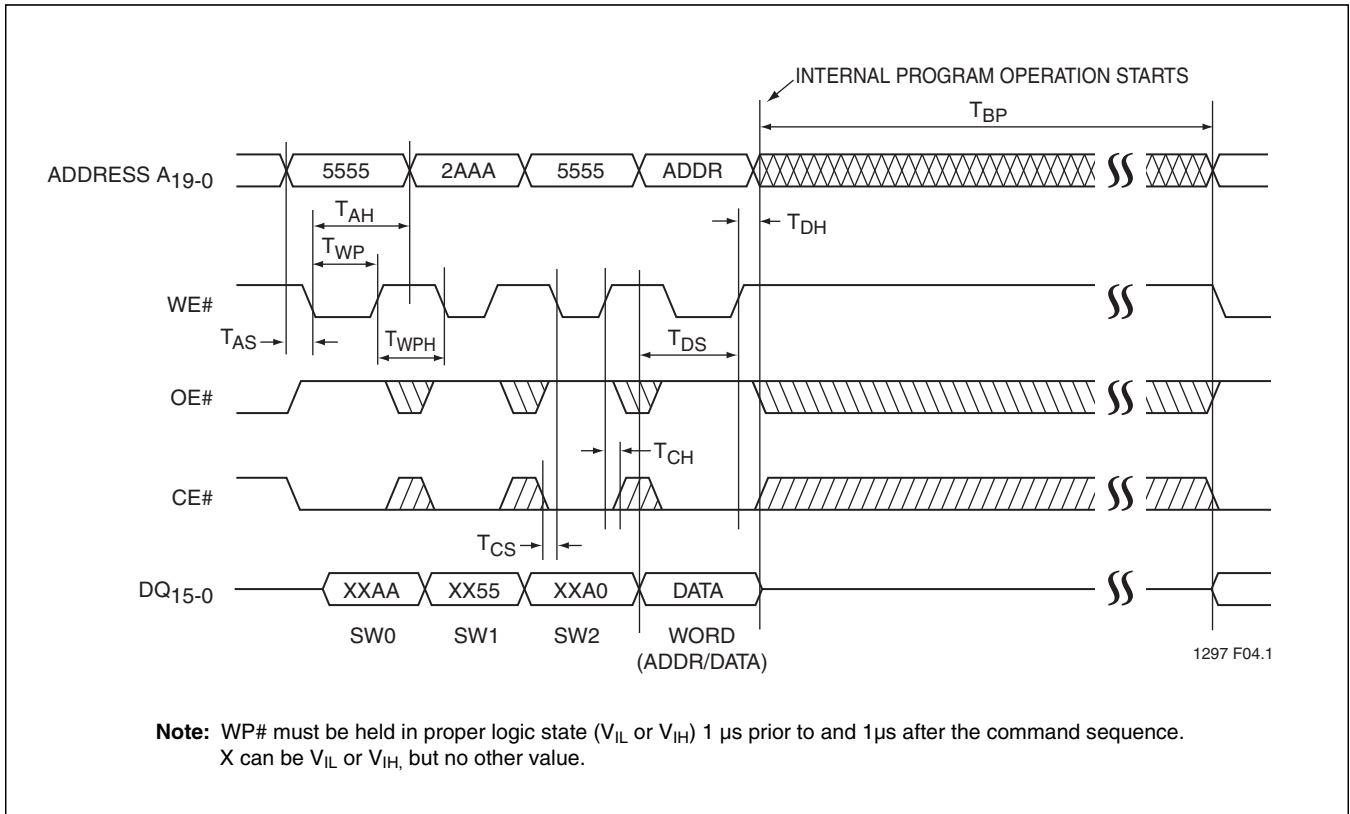 INTERNAL PROGRAM OPERATION STARTS
TBP
ADDRESS A19-0
5555
2AAA
5555
ADDR
TAH
TDH
TWP
WE#
TAS
TWPH
TDS
OE#
TCH
CE#
TCS
DQ15-0
XXAA
XX55
XXA0
DATA
SW0
SW1
SW2
WORD
(ADDR/DATA)
1297 F04.1
Note: WP# must be held in proper logic state (VIL or VIH) 1 µs prior to and 1µs after the command sequence.
X can be VIL or VIH, but no other value.